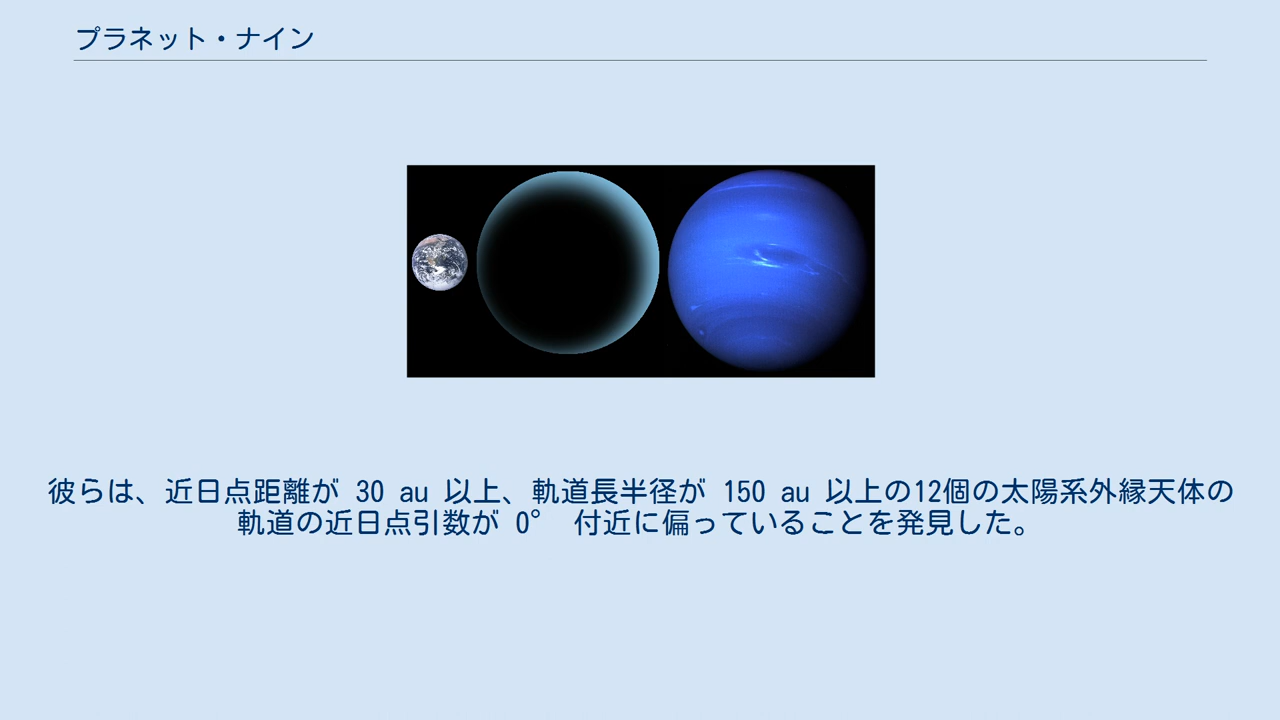 プラネット・ナイン
彼らは、近日点距離が 30 au 以上、軌道長半径が 150 au 以上の12個の太陽系外縁天体の
軌道の近日点引数が 0° 付近に偏っていることを発見した。